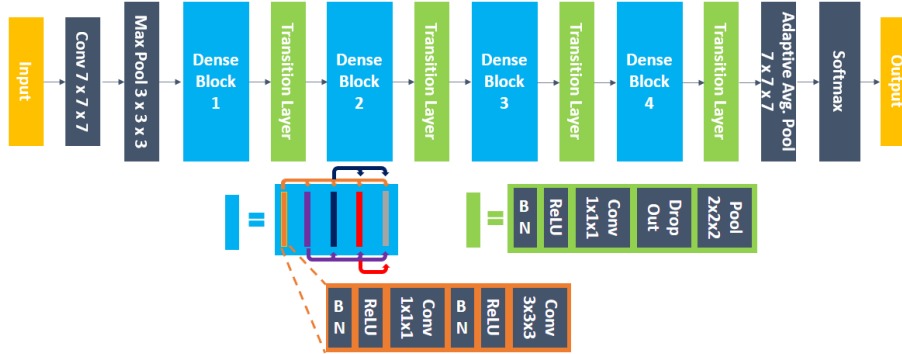 Input
Conv 7 x 7 x 7
Max Pool 3 x 3 x 3
Dense
Block
1
Transition Layer
Dense
Block
2
Transition Layer
Dense
Block
3
Transition Layer
Dense
Block
4
Transition Layer
Adaptive Avg. Pool
7 x 7 x 7
Softmax
Output
=
=
B
N
ReLU
Conv
1x1x1
Drop
Out
Pool
2x2x2
B
N
ReLU
Conv
1x1x1
B
N
ReLU
Conv
3x3x3